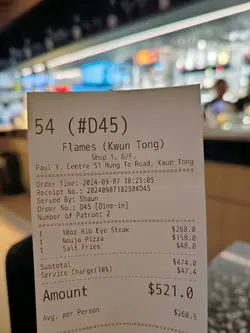 54 (#D45)
Flames (Kwun Tong)
Shop 1, G/F,
Paul Y. Centre 51 Hung To Road, Kwun Tong
Order Time: 2024-09-07 18:25:05
Receipt No.: 20240907182504D45
Served By: Shaun
Order No.: D45 [Dine-in]
Number of Patron: 2
1 10oz Rib Eye Steak $268.0
1 Nduja Pizza $158.0
1 Salt Fries $48.0
Subtotal $474.0
Service Charge(10%) $47.4
Amount $521.0
Avg. per Person $260.5